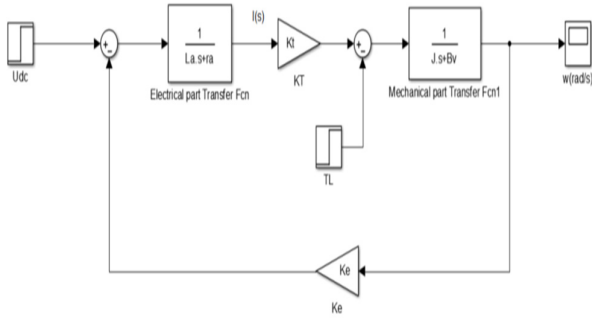 Udc
+
-
1
La.s+ra
Electrical part Transfer Fcn
I(s)
Kt
KT
+
-
TL
1
J.s+Bv
Mechanical part Transfer Fcn1
w(rad/s)
Ke
Ke